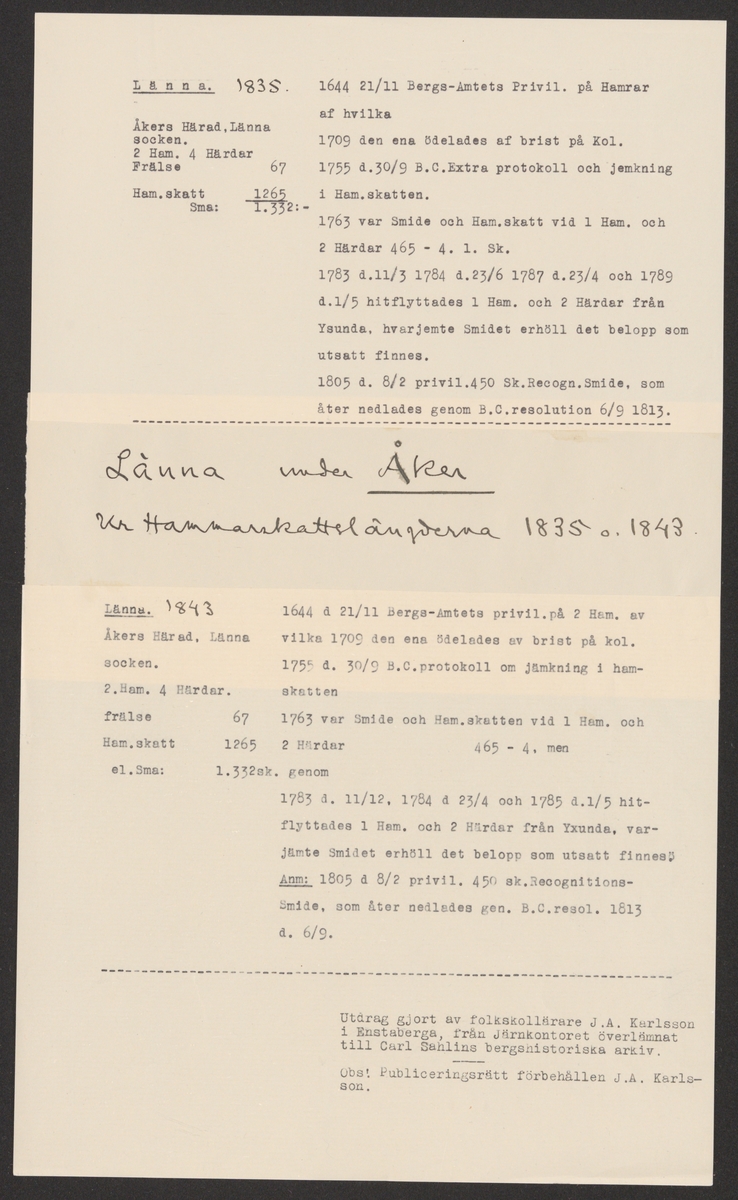 Länna. 1835.
Åkers Härad,Länna
socken.
2 Ham. 4 Härdar
Frälse 67
Ham.skatt 1265
Sma: 1.332:-
1644 21/11 Bergs-Amtets Privil. på Hamrar
af hvilka
1709 den ena ödelades af brist på Kol.
1755 d.30/9 B.C.Extra protokoll och jemkning
i Ham.skatten.
1763 var Smide och Ham.skatt vid 1 Ham. och
2 Härdar 465 - 4. 1. Sk.
1783 d.11/3 1784 d.23/6 1787 d.23/4 och 1789
d.1/5 hitflyttades 1 Ham. och 2 Härdar från
Ysunda, hvarjemte Smidet erhöll det belopp som
utsatt finnes.
1805 d. 8/2 privil.450 Sk.Recogn.Smide, som
åter nedlades genom B.C.resolution 6/9 1813.
Länna under Åker
Ur Hammarskattslängderna 1835 o. 1843.
Länna. 1843
Åkers Härad, Länna
socken.
2.Ham. 4 Härdar.
frälse 67
Ham.skatt 1265
el.Sma: 1.332sk. genom
1644 d 21/11 Bergs-Amtets privil.på 2 Ham. av
vilka 1709 den ena ödelades av brist på kol.
1755 d. 30/9 B.C.protokoll om jämkning i ham-
skatten
1763 var Smide och Ham.skatten vid 1 Ham. och
2 Härdar 465 - 4, men
1783 d. 11/12, 1784 d 23/4 och 1785 d.1/5 hit-
flyttades 1 Ham. och 2 Härdar från Yxunda, var-
jämte Smidet erhöll det belopp som utsatt finnes.
Anm: 1805 d 8/2 privil. 450 sk.Recognitions-
Smide, som åter nedlades gen. B.C.resol. 1813
d. 6/9.
Utdrag gjort av folkskollärare J.A. Karlsson
i Enstaberga, från Järnkontoret överlämnat
till Carl Sahlins bergshistoriska arkiv.
Obs! Publiceringsrätt förbehållen J.A. Karls-
son.